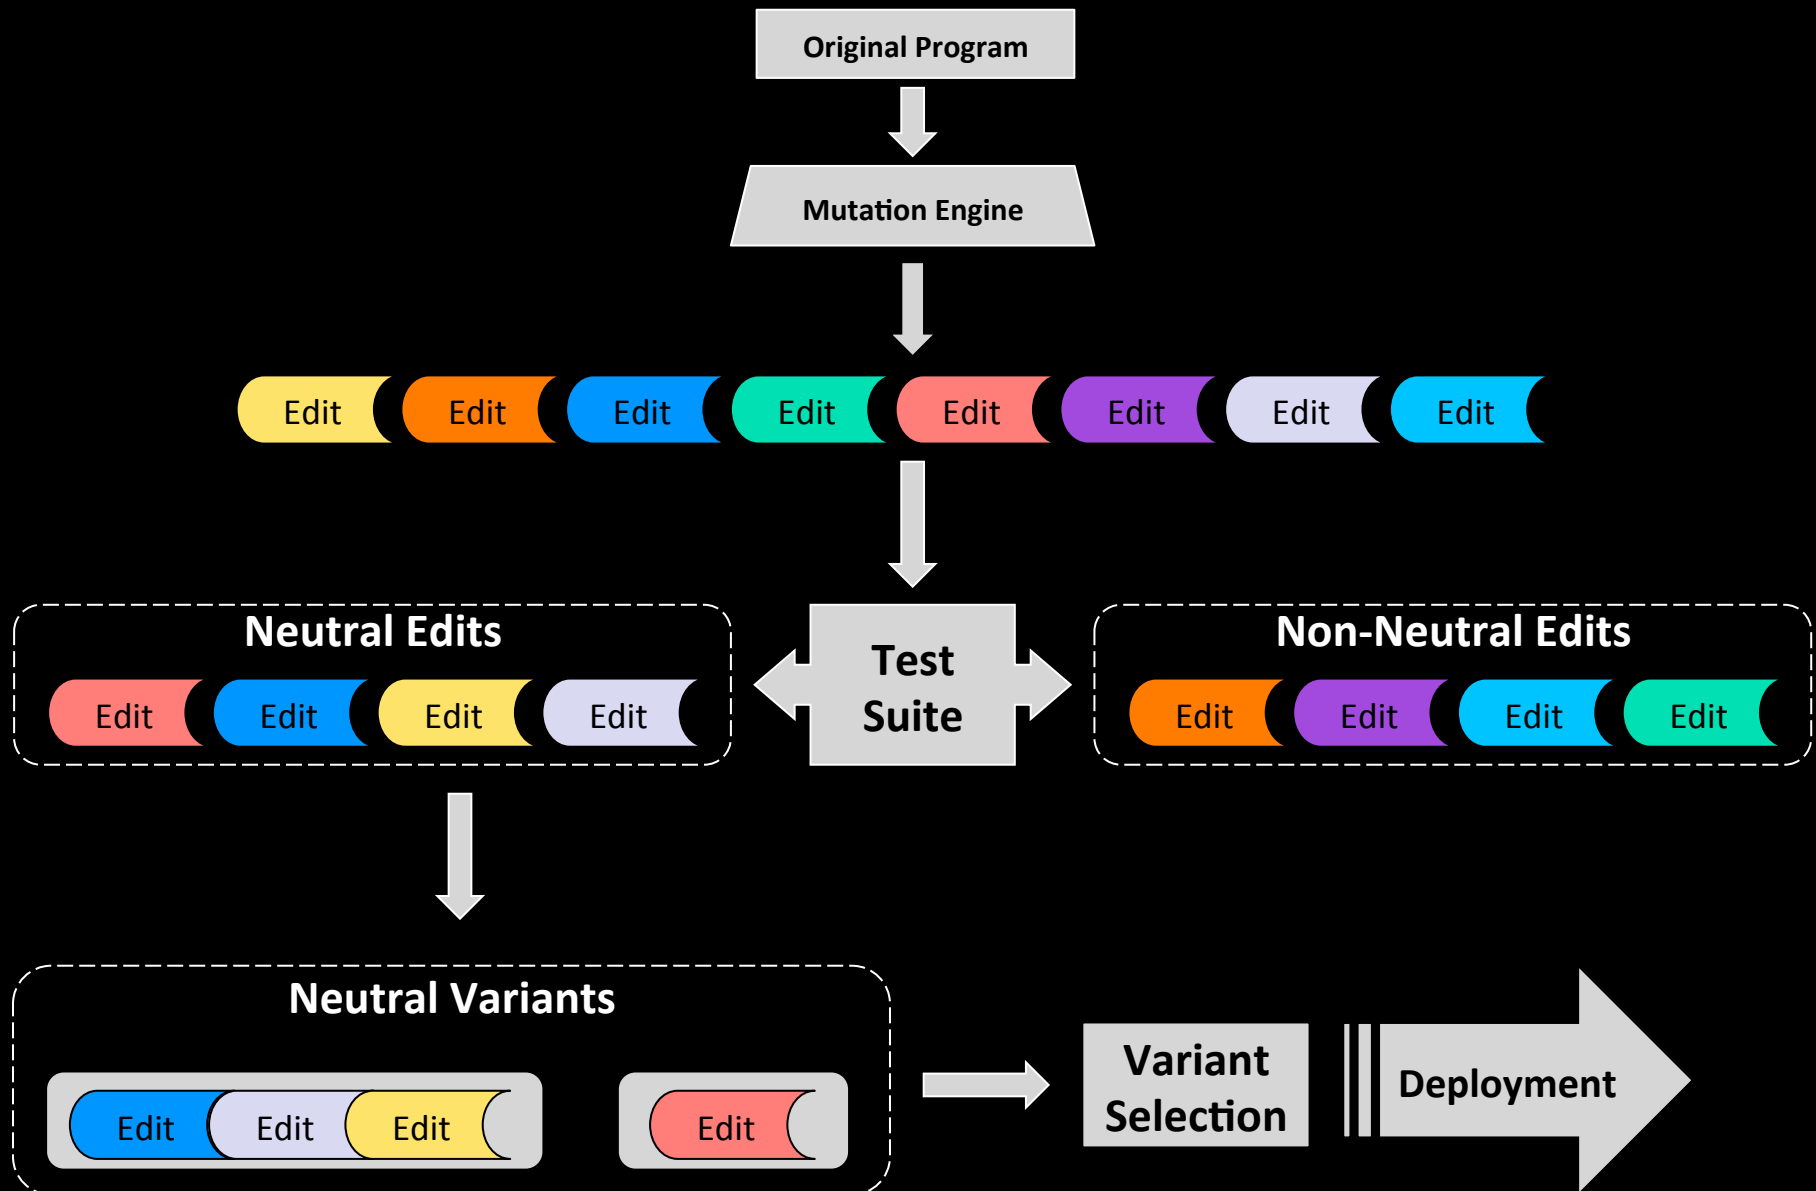 Original Program
Mutation Engine
Edit Edit Edit Edit Edit Edit Edit Edit
Neutral Edits
Edit Edit Edit Edit
Test
Suite
Non-Neutral Edits
Edit Edit Edit Edit
Neutral Variants
Edit Edit Edit
Edit
Variant
Selection
Deployment